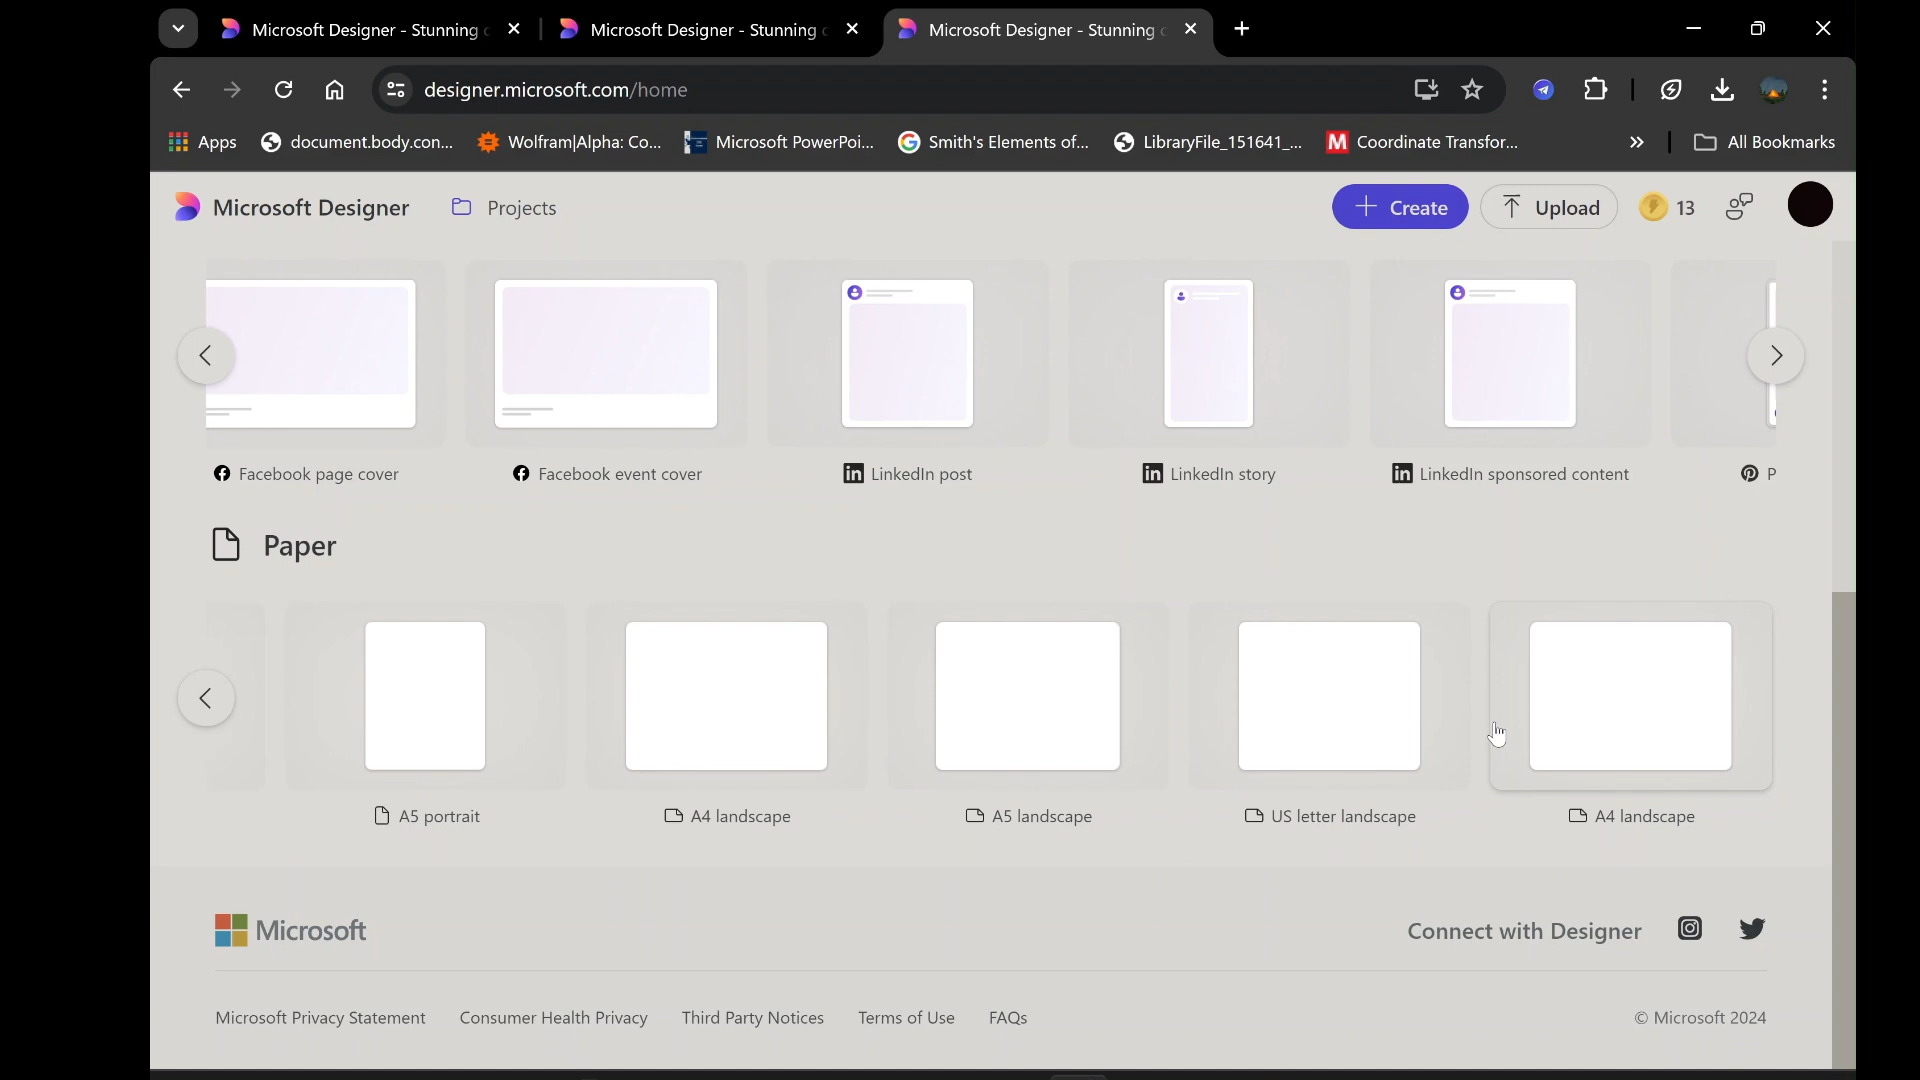 Microsoft Designer - Stunning
Microsoft Designer - Stunning
Microsoft Designer - Stunning
designer.microsoft.com/home
Apps
document.body.con...
Wolfram|Alpha: Co...
Microsoft PowerPoi...
Smith's Elements of...
LibraryFile_151641_...
Coordinate Transfor...
» All Bookmarks
Microsoft Designer
Projects
Create
Upload
13
Facebook page cover
Facebook event cover
LinkedIn post
LinkedIn story
LinkedIn sponsored content
P
Paper
A5 portrait
A4 landscape
A5 landscape
US letter landscape
A4 landscape
Microsoft
Connect with Designer
Microsoft Privacy Statement
Consumer Health Privacy
Third Party Notices
Terms of Use
FAQs
© Microsoft 2024